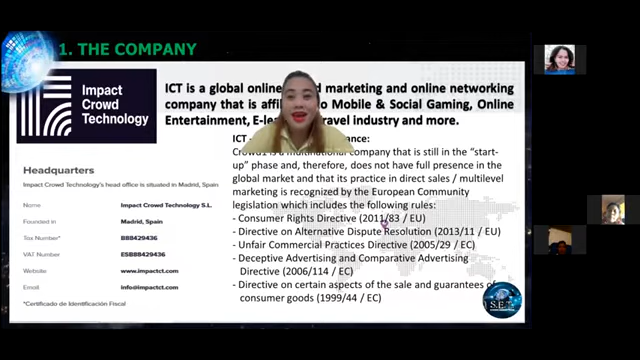 1. THE COMPANY
Impact
Crowd
Technology
ICT is a global online marketing and online networking
company that is to Mobile & Social Gaming, Online
Entertainment, travel industry and more.
ICT
Crowd1 is a multinational company that is still in the “start-
up” phase and, therefore, does not have full presence in the
global market and that its practice in direct sales / multilevel
marketing is recognized by the European Community
legislation which includes the following rules:
- Consumer Rights Directive (2011/83 / EU)
- Directive on Alternative Dispute Resolution (2013/11 / EU)
- Unfair Commercial Practices Directive (2005/29 / EC)
- Deceptive Advertising and Comparative Advertising
Directive (2006/114 / EC)
- Directive on certain aspects of the sale and guarantees of
consumer goods (1999/44 / EC)
Headquarters
Impact Crowd Technology's head office is situated in Madrid, Spain
Name Impact Crowd Technology S.L.
Founded in Madrid, Spain
Tax Number* B88429436
VAT Number ESB88429436
Website www.impactct.com
Email info@impactct.com
*Certificado de Identificación Fiscal
S.E.T